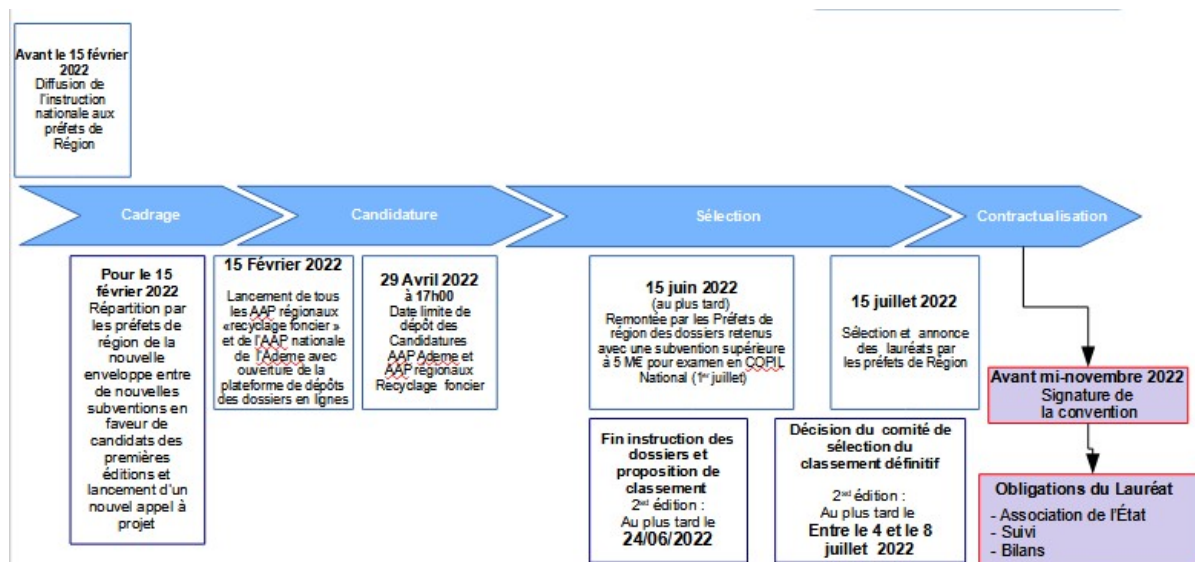 Avant le 15 février
2022
Diffusion de
l'instruction
nationale aux
préfets de
Région
Cadrage
Candidature
Sélection
Contractualisation
Pour le 15
février 2022
Répartition par
les préfets de
région de la
nouvelle
enveloppe entre
de nouvelles
subventions en
faveur de
candidats des
premières
éditions et
lancement d'un
nouvel appel à
projet
15 Février 2022
Lancement de tous
les AAP régionaux
«recyclage foncier »
et de l'AAP nationale
de l'Ademe avec
ouverture de la
plateforme de dépôts
des dossiers en lignes
29 Avril 2022
à 17h00
Date limite de
dépôt des
Candidatures
AAP Ademe et
AAP régionaux
Recyclage foncier
15 juin 2022
(au plus tard)
Remontée par les Préfets de
région des dossiers retenus
avec une subvention supérieure
à 5 M€ pour examen en COPIL
National (1er juillet)
15 juillet 2022
Sélection et annonce
des lauréats par
les préfets de Région
Fin instruction des
dossiers et
proposition de
classement
2sd édition :
Au plus tard le
24/06/2022
Décision du comité de
sélection du
classement définitif
2sd édition :
Au plus tard le
Entre le 4 et le 8
juillet 2022
Avant mi-novembre 2022
Signature de
la convention
Obligations du Lauréat
- Association de l'État
- Suivi
- Bilans